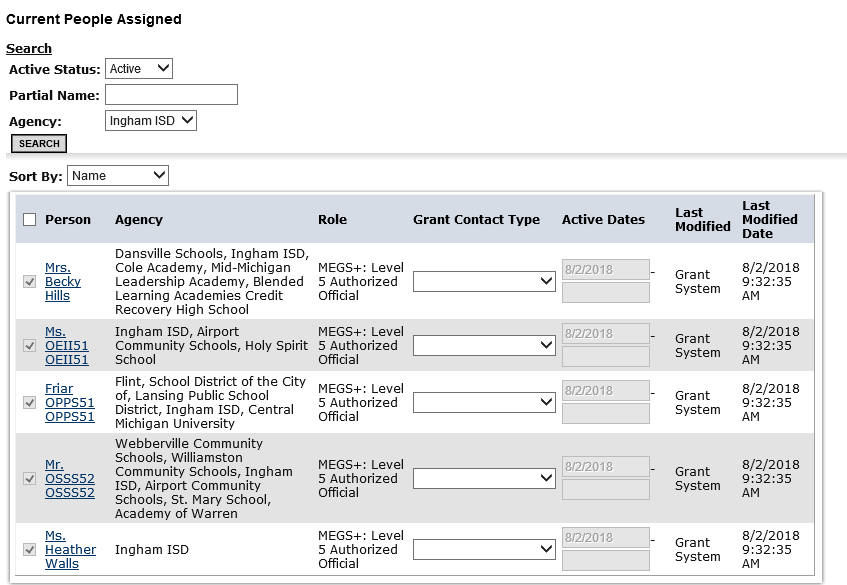 Current People Assigned
Search
Active Status: Active
Partial Name:
Agency: Ingham ISD
SEARCH
Sort By: Name
Person Agency Role Grant Contact Type Active Dates Last Modified Last Modified Date
Mrs. Becky Hills
Dansville Schools, Ingham ISD,
Cole Academy, Mid-Michigan
Leadership Academy, Blended
Learning Academies Credit
Recovery High School
MEGS+: Level
5 Authorized
Official
8/2/2018 -
Grant
System
8/2/2018
9:32:35
AM
Ms.
OEII51
OEII51
Ingham ISD, Airport
Community Schools, Holy Spirit
School
MEGS+: Level
5 Authorized
Official
8/2/2018 -
Grant
System
8/2/2018
9:32:35
AM
Friar
OPPS51
OPPS51
Flint, School District of the City
of, Lansing Public School
District, Ingham ISD, Central
Michigan University
MEGS+: Level
5 Authorized
Official
8/2/2018 -
Grant
System
8/2/2018
9:32:35
AM
Mr.
OSSS52
OSSS52
Webberville Community
Schools, Williamston
Community Schools, Ingham
ISD, Airport Community
Schools, St. Mary School,
Academy of Warren
MEGS+: Level
5 Authorized
Official
8/2/2018 -
Grant
System
8/2/2018
9:32:35
AM
Ms.
Heather
Walls
Ingham ISD
MEGS+: Level
5 Authorized
Official
8/2/2018 -
Grant
System
8/2/2018
9:32:35
AM